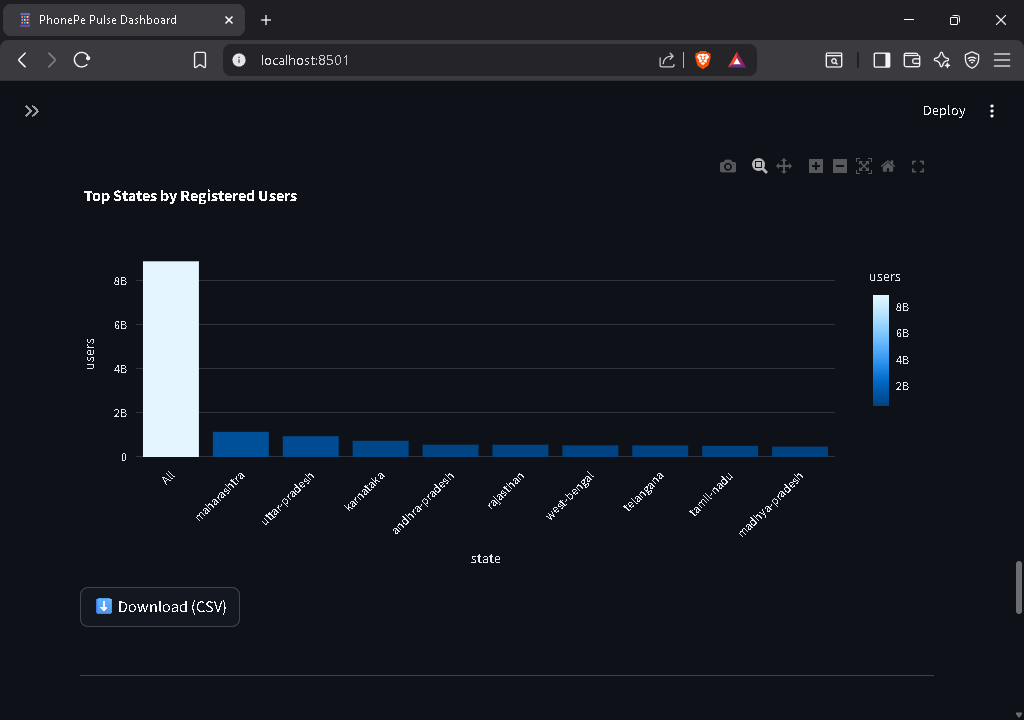 PhonePe Pulse Dashboard
localhost:8501
Deploy
Top States by Registered Users
users
8B
6B
4B
2B
0
users
8B
6B
4B
2B
All
maharashtra
uttar-pradesh
karnataka
andhra-pradesh
rajasthan
west-bengal
telangana
tamil-nadu
madhya-pradesh
state
Download (CSV)